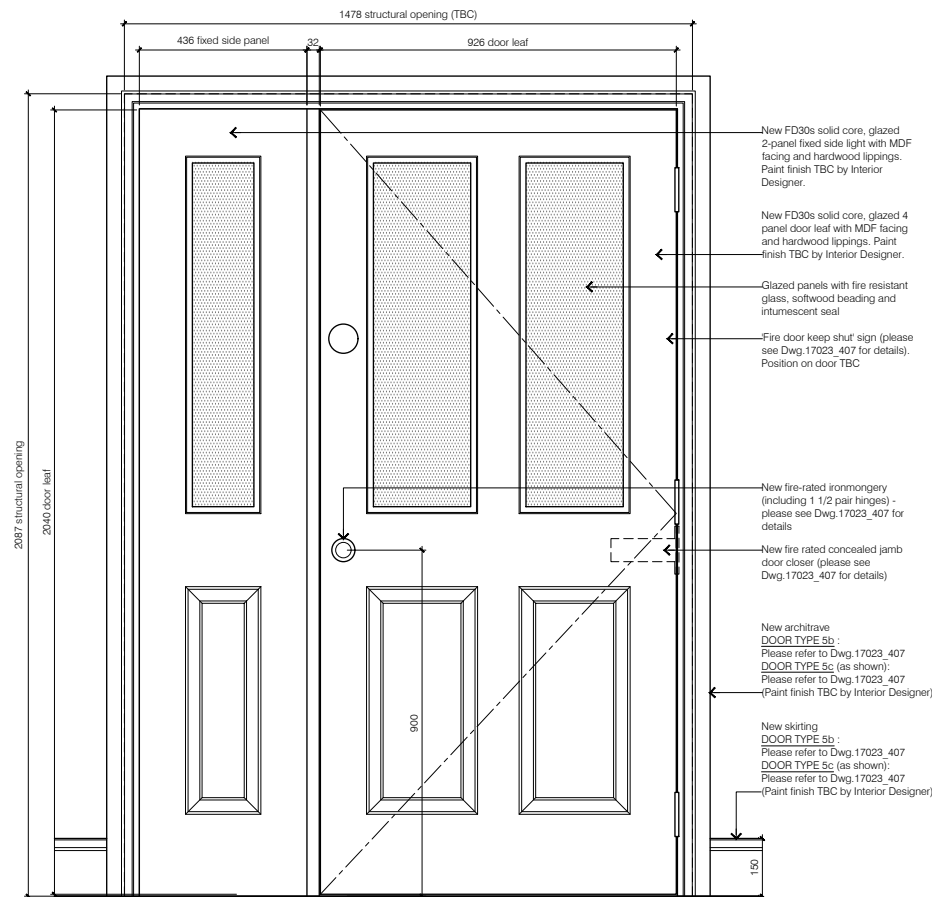 1478 structural opening (TBC)
436 fixed side panel
32
926 door leaf
2087 structural opening
2040 door leaf
New FD30s solid core, glazed
2-panel fixed side light with MDF
facing and hardwood lippings.
Paint finish TBC by Interior
Designer.
New FD30s solid core, glazed 4
panel door leaf with MDF facing
and hardwood lippings. Paint
finish TBC by Interior Designer.
Glazed panels with fire resistant
glass, softwood beading and
intumescent seal
'Fire door keep shut' sign (please
see Dwg.17023_407 for details).
Position on door TBC
New fire-rated ironmongery
(including 1 1/2 pair hinges) -
please see Dwg.17023_407 for
details
New fire rated concealed jamb
door closer (please see
Dwg.17023_407 for details)
New architrave
DOOR TYPE 5b :
Please refer to Dwg.17023_407
DOOR TYPE 5c (as shown):
Please refer to Dwg.17023_407
(Paint finish TBC by Interior Designer)
New skirting
DOOR TYPE 5b :
Please refer to Dwg.17023_407
DOOR TYPE 5c (as shown):
Please refer to Dwg.17023_407
(Paint finish TBC by Interior Designer)
900
150